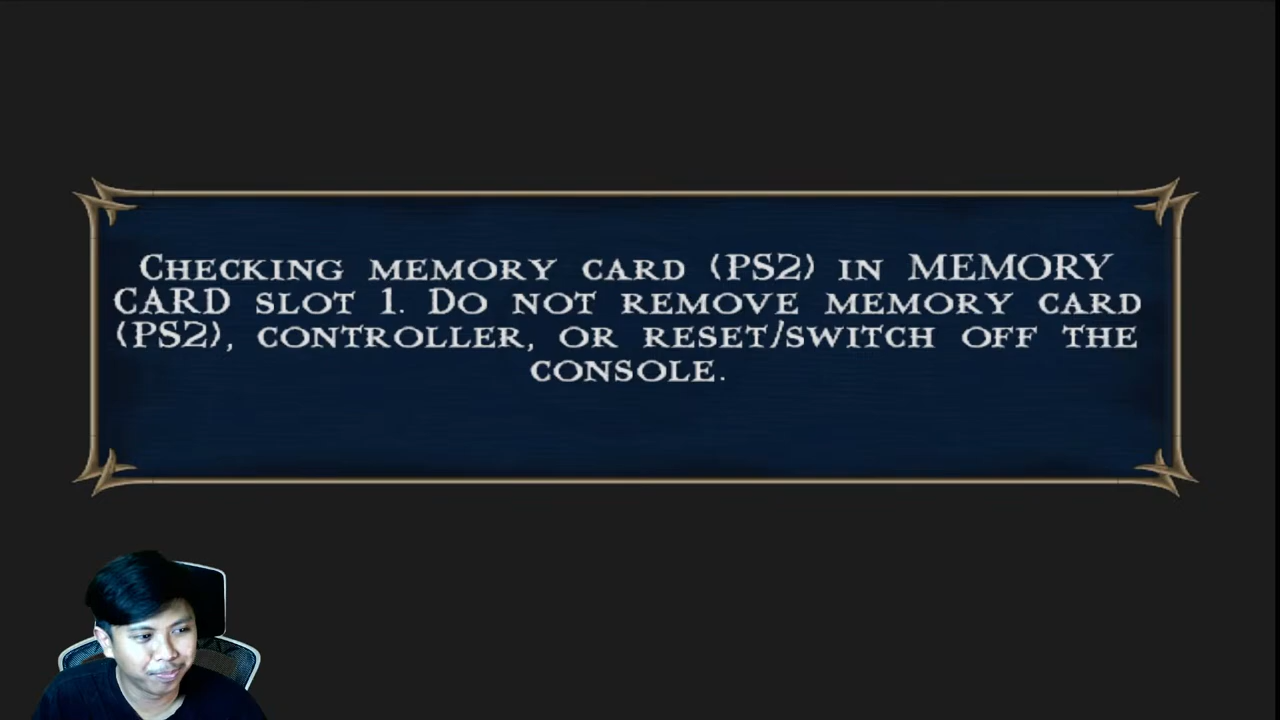 Checking memory card (PS2) in MEMORY
CARD slot 1. Do not remove memory card
(PS2), controller, or reset/switch off the
console.